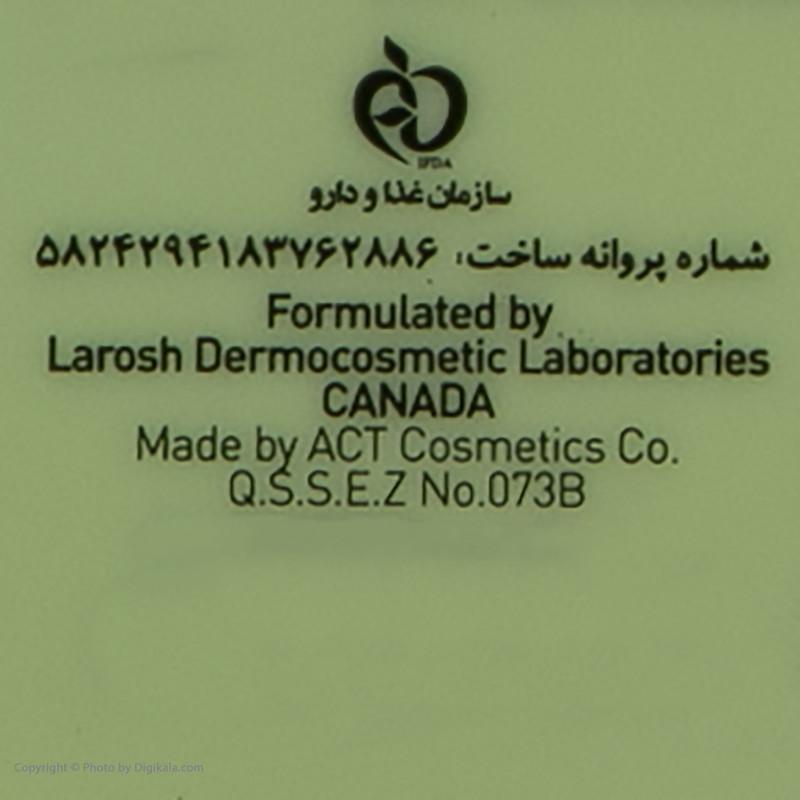 IFDA
سازمان غذا و دارو
شماره پروانه ساخت: ۵۸۲۴۲۹۴۱۸۳۷۶۲۸۸۶
Formulated by
Larosh Dermocosmetic Laboratories
CANADA
Made by ACT Cosmetics Co.
Q.S.S.E.Z No.073B
Copyright © Photo by Digikala.com